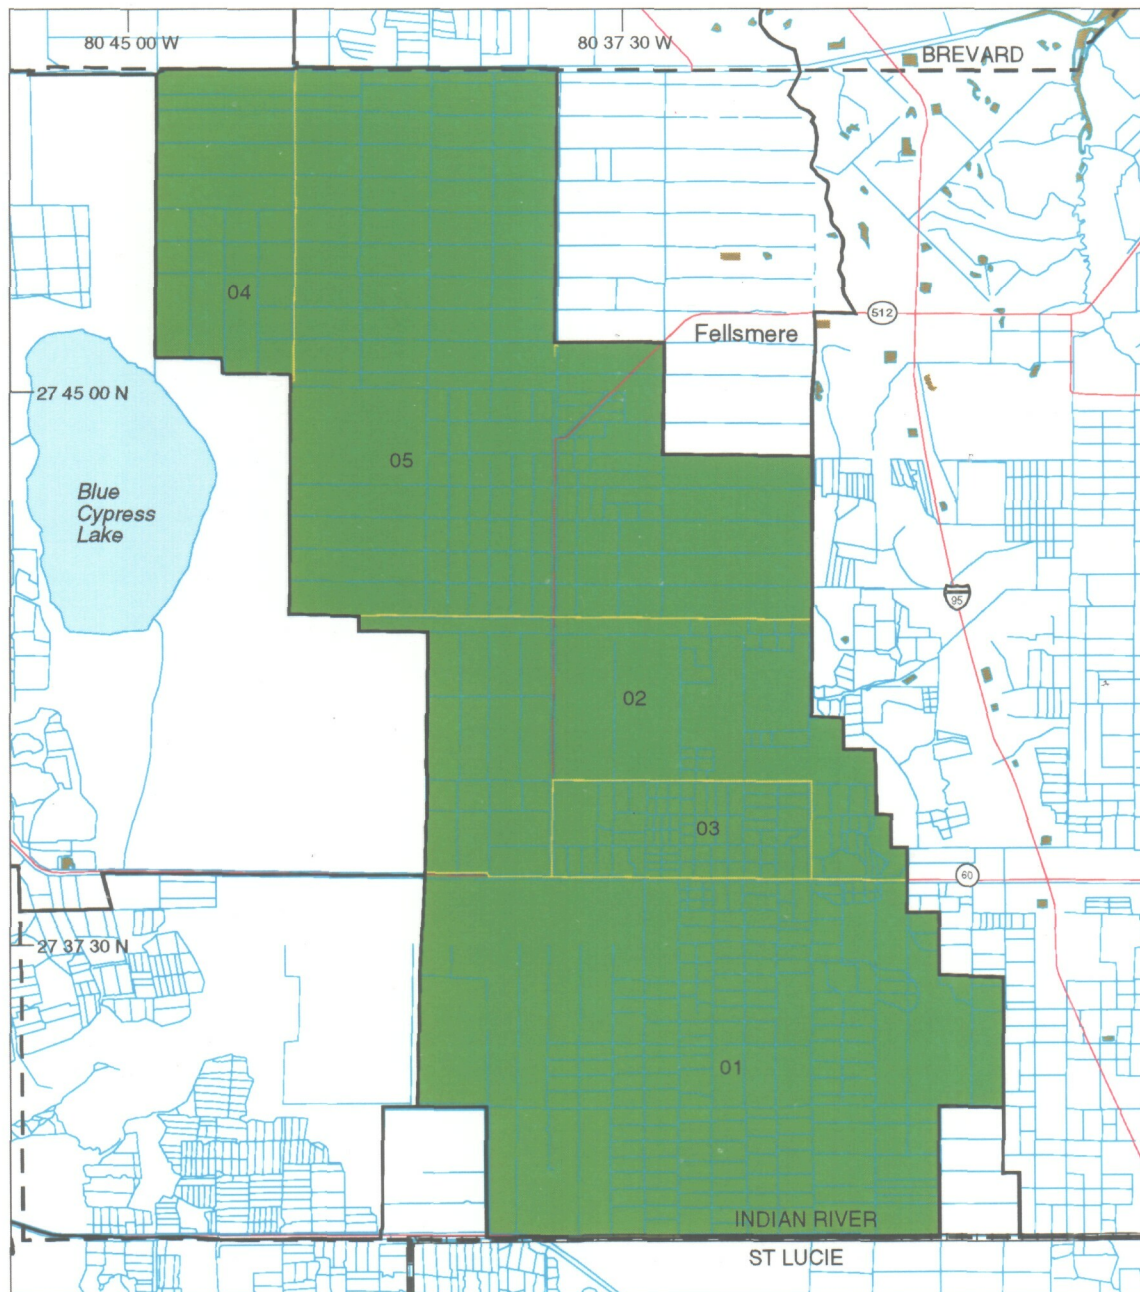 80 45 00 W
80 37 30 W
BREVARD
04
512
Fellsmere
27 45 00 N
05
Blue
Cypress
Lake
95
02
03
60
27 37 30 N
01
INDIAN RIVER
ST LUCIE